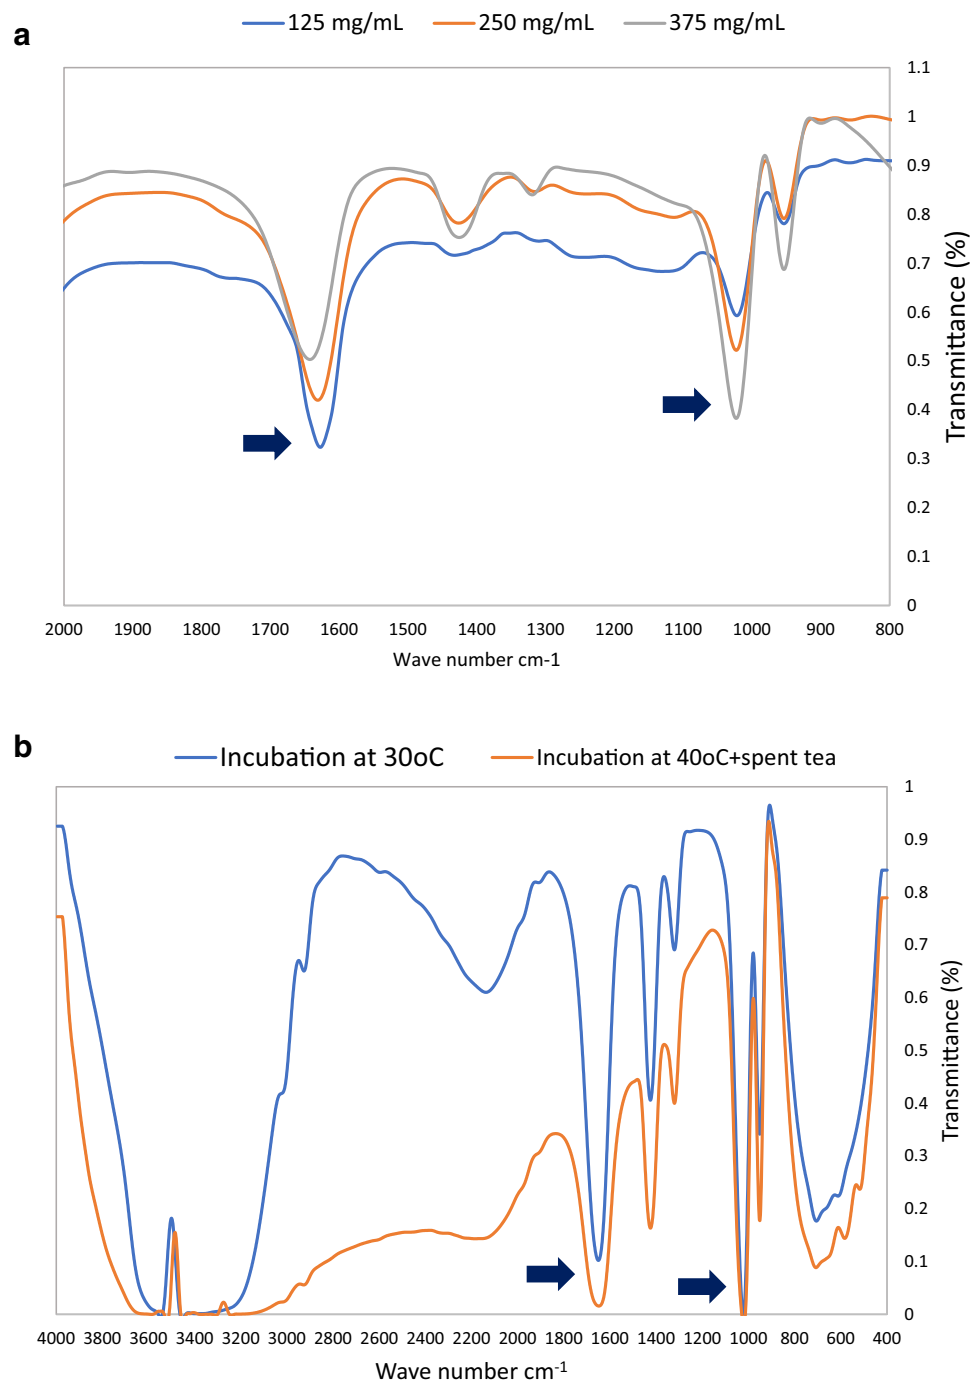 a
125 mg/mL 250 mg/mL 375 mg/mL
1.1
1
0.9
0.8
0.7
0.6
0.5
0.4
0.3
0.2
0.1
0
Transmittance (%)
2000 1900 1800 1700 1600 1500 1400 1300 1200 1100 1000 900 800
Wave number cm-1
b
Incubation at 30oC Incubation at 40oC+spent tea
1
0.9
0.8
0.7
0.6
0.5
0.4
0.3
0.2
0.1
0
Transmittance (%)
4000 3800 3600 3400 3200 3000 2800 2600 2400 2200 2000 1800 1600 1400 1200 1000 800 600 400
Wave number cm-1